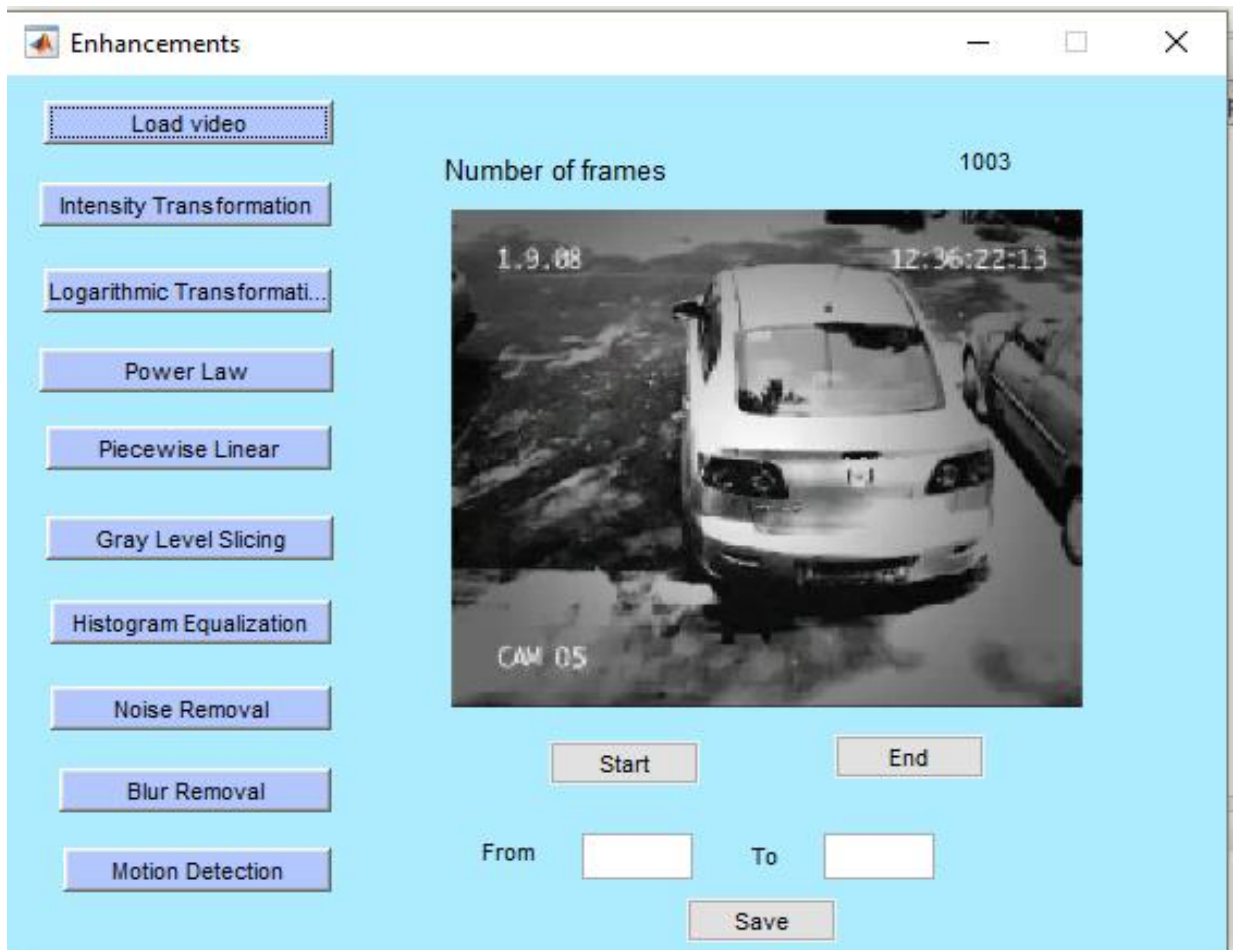 Enhancements
Load video
Intensity Transformation
Logarithmic Transformati...
Power Law
Piecewise Linear
Gray Level Slicing
Histogram Equalization
Noise Removal
Blur Removal
Motion Detection
Number of frames
1003
1.9.08
12:36:22:13
CAM 05
Start
End
From
To
Save